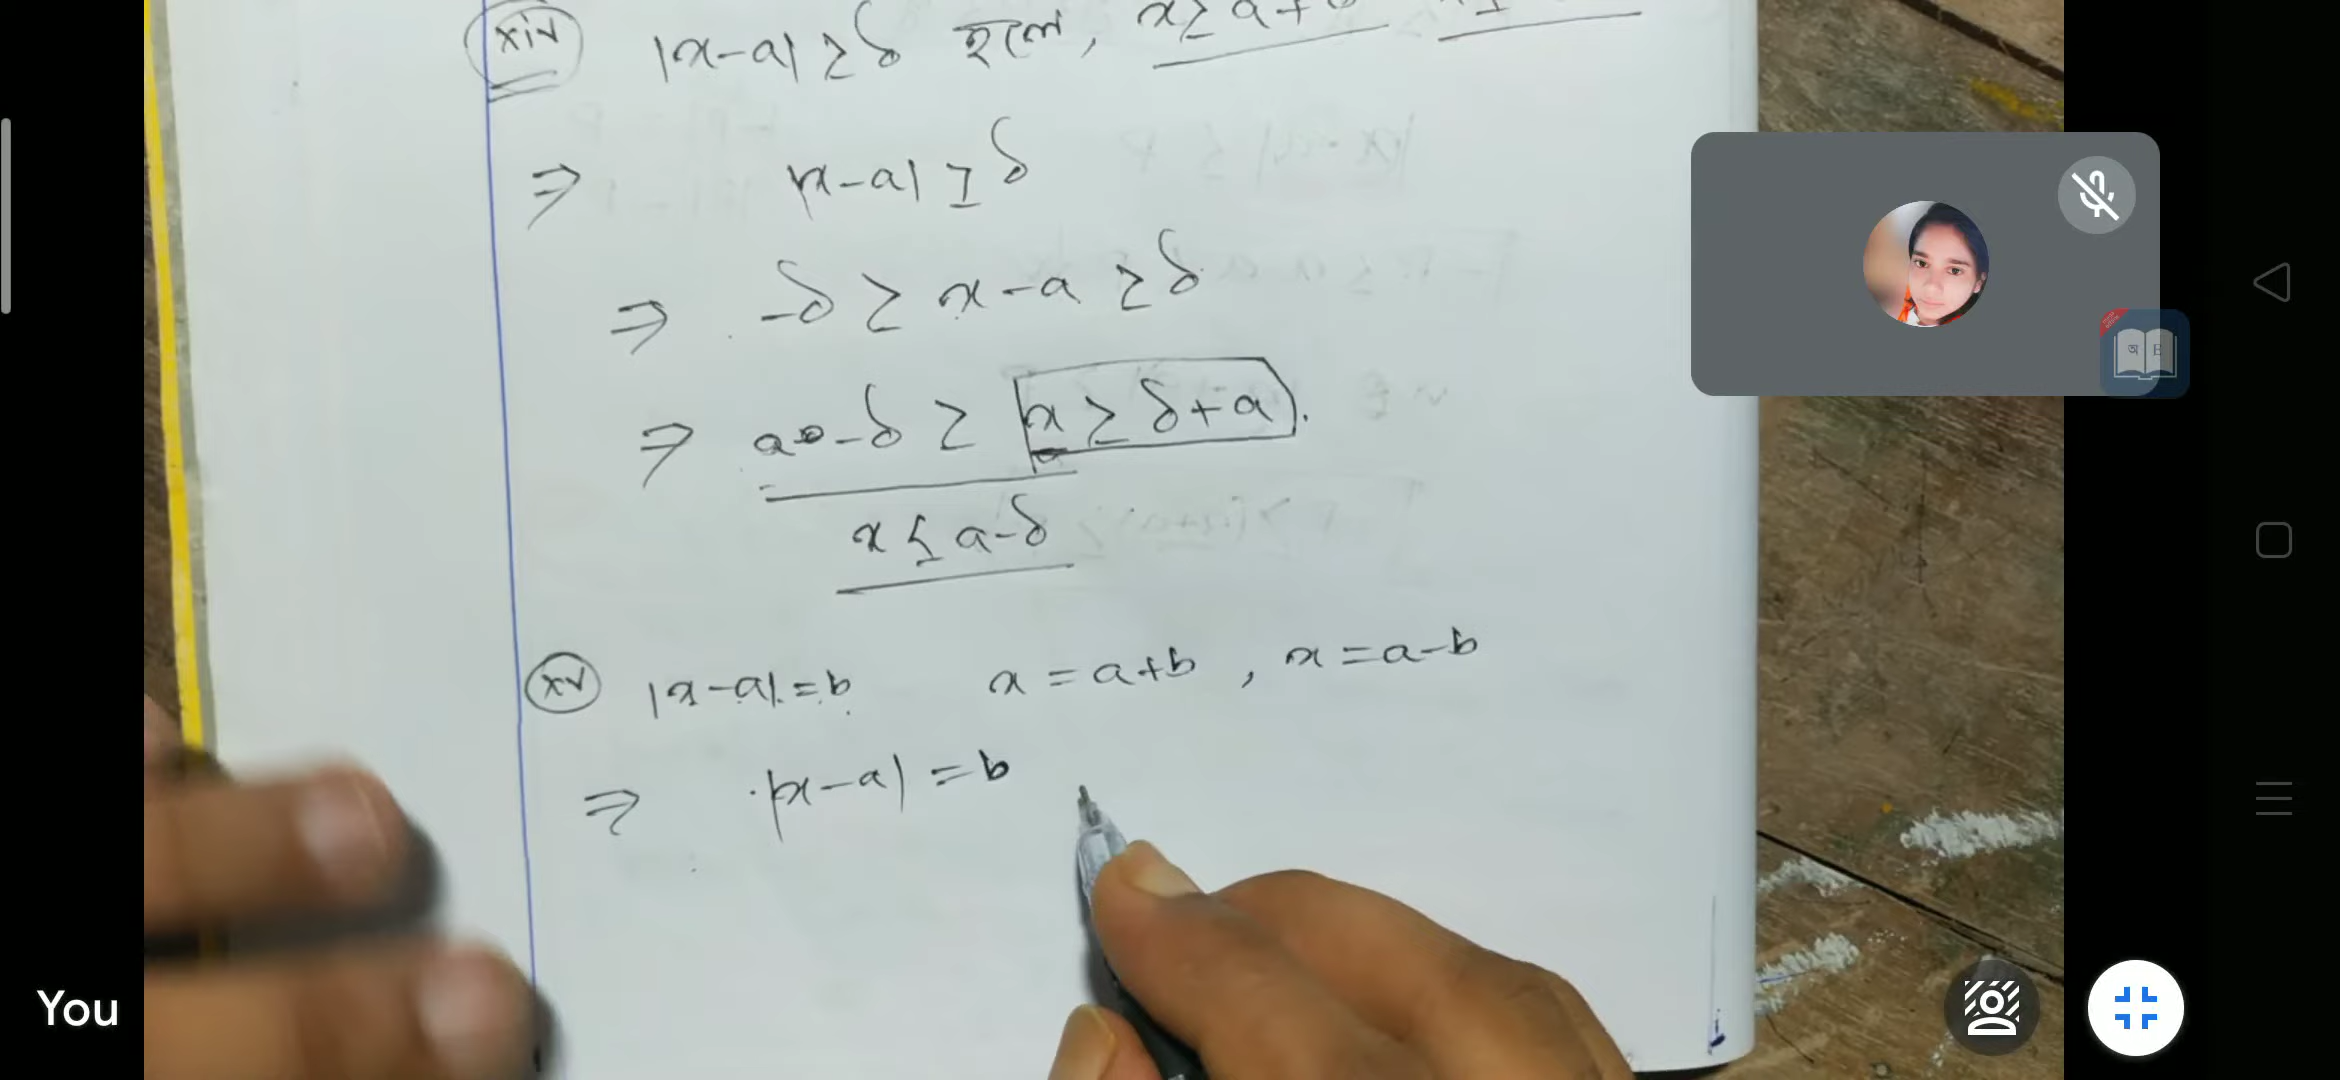 xiv |x-a| ≥ δ হলে, x ≥ a+
⇒ |x-a| ≥ δ
⇒ -δ ≥ x-a ≥ δ
⇒ a-δ ≥ x ≥ δ+a
x ≤ a-δ
xv |x-a| = b x = a+b , x = a-b
⇒ |x-a| = b
You